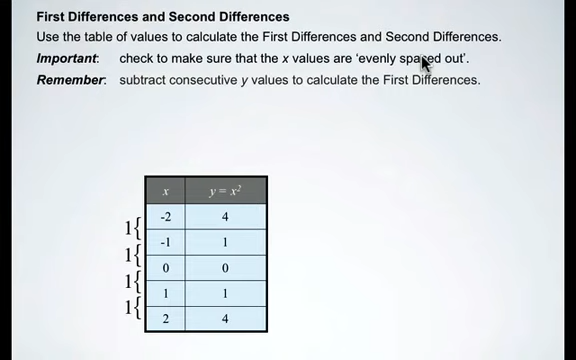 First Differences and Second Differences
Use the table of values to calculate the First Differences and Second Differences.
Important: check to make sure that the x values are ‘evenly spaced out’.
Remember: subtract consecutive y values to calculate the First Differences.
x y = x²
-2 4
1{
-1 1
1{
0 0
1{
1 1
1{
2 4